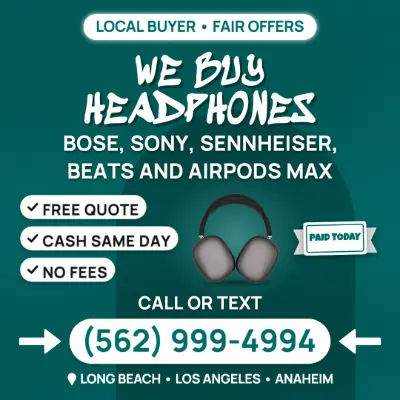 LOCAL BUYER • FAIR OFFERS
WE BUY
HEADPHONES
BOSE, SONY, SENNHEISER,
BEATS AND AIRPODS MAX
FREE QUOTE
CASH SAME DAY
NO FEES
PAID TODAY
CALL OR TEXT
(562) 999-4994
LONG BEACH • LOS ANGELES • ANAHEIM